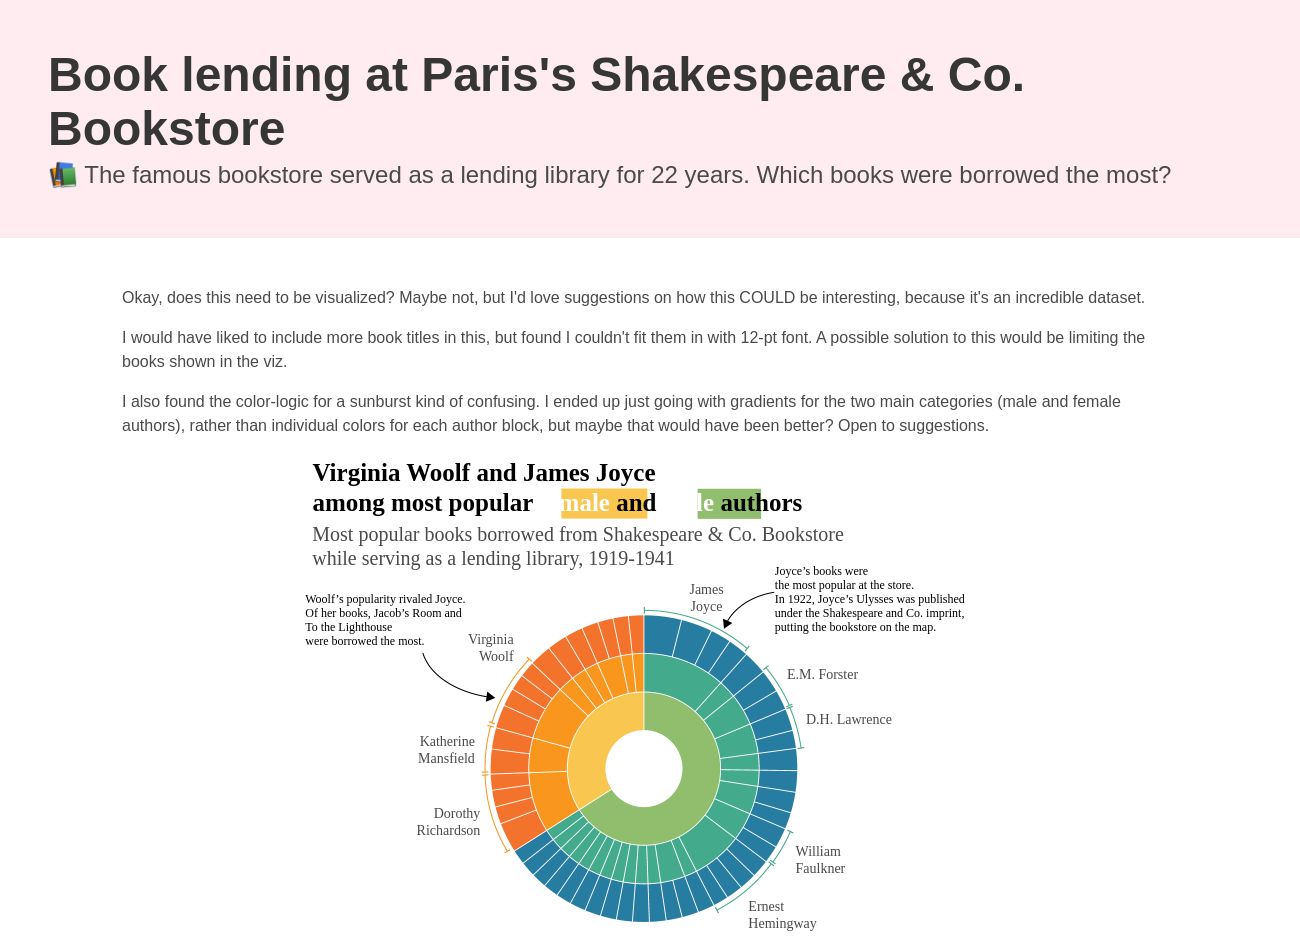 Book lending at Paris's Shakespeare & Co.
Bookstore
The famous bookstore served as a lending library for 22 years. Which books were borrowed the most?
Okay, does this need to be visualized? Maybe not, but I'd love suggestions on how this COULD be interesting, because it's an incredible dataset.
I would have liked to include more book titles in this, but found I couldn't fit them in with 12-pt font. A possible solution to this would be limiting the
books shown in the viz.
I also found the color-logic for a sunburst kind of confusing. I ended up just going with gradients for the two main categories (male and female
authors), rather than individual colors for each author block, but maybe that would have been better? Open to suggestions.
Virginia Woolf and James Joyce
among most popular male and le authors
Most popular books borrowed from Shakespeare & Co. Bookstore
while serving as a lending library, 1919-1941
Joyce’s books were
the most popular at the store.
In 1922, Joyce’s Ulysses was published
under the Shakespeare and Co. imprint,
putting the bookstore on the map.
James
Joyce
Woolf’s popularity rivaled Joyce.
Of her books, Jacob’s Room and
To the Lighthouse
were borrowed the most.
Virginia
Woolf
E.M. Forster
D.H. Lawrence
Katherine
Mansfield
Dorothy
Richardson
William
Faulkner
Ernest
Hemingway